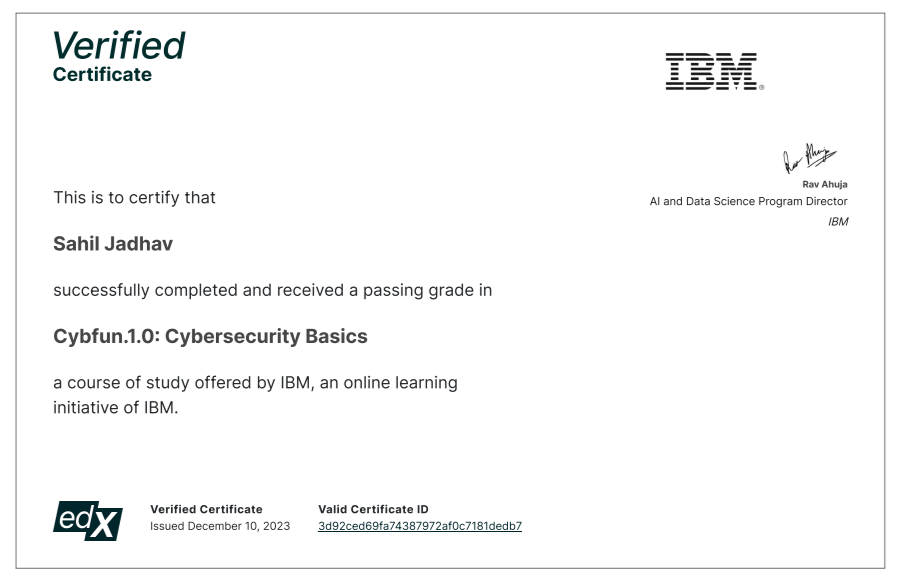 Verified
Certificate
IBM®
Rav Ahuja
AI and Data Science Program Director
IBM
This is to certify that
Sahil Jadhav
successfully completed and received a passing grade in
Cybfun.1.0: Cybersecurity Basics
a course of study offered by IBM, an online learning
initiative of IBM.
edX
Verified Certificate
Issued December 10, 2023
Valid Certificate ID
3d92ced69fa74387972af0c7181dedb7